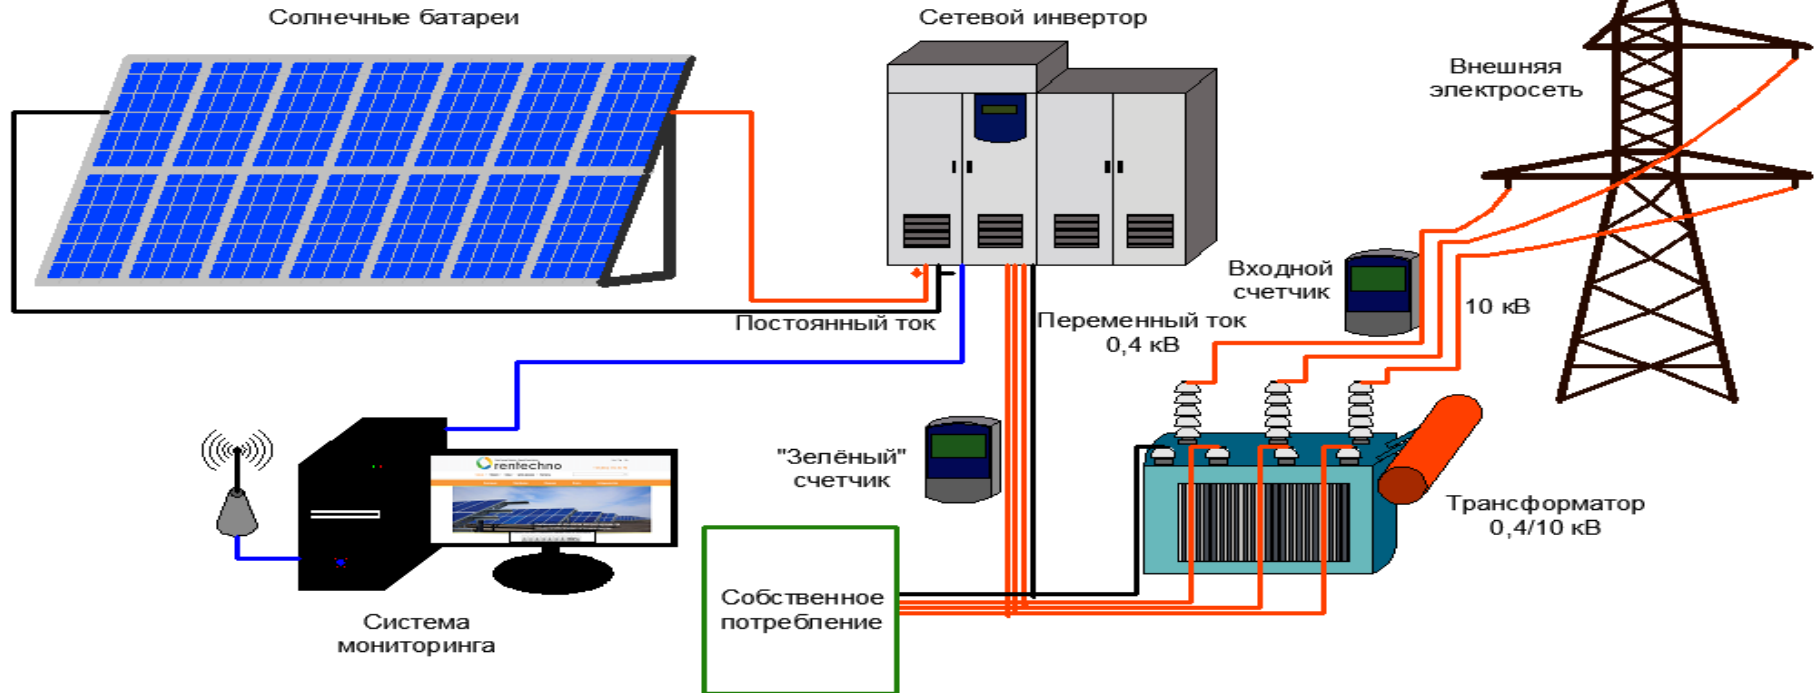 Солнечные батареи
Сетевой инвертор
Внешняя
электросеть
Входной
счетчик
10 кВ
Постоянный ток
Переменный ток
0,4 кВ
"Зелёный"
счетчик
rentechno
Трансформатор
0,4/10 кВ
Собственное
потребление
Система
мониторинга